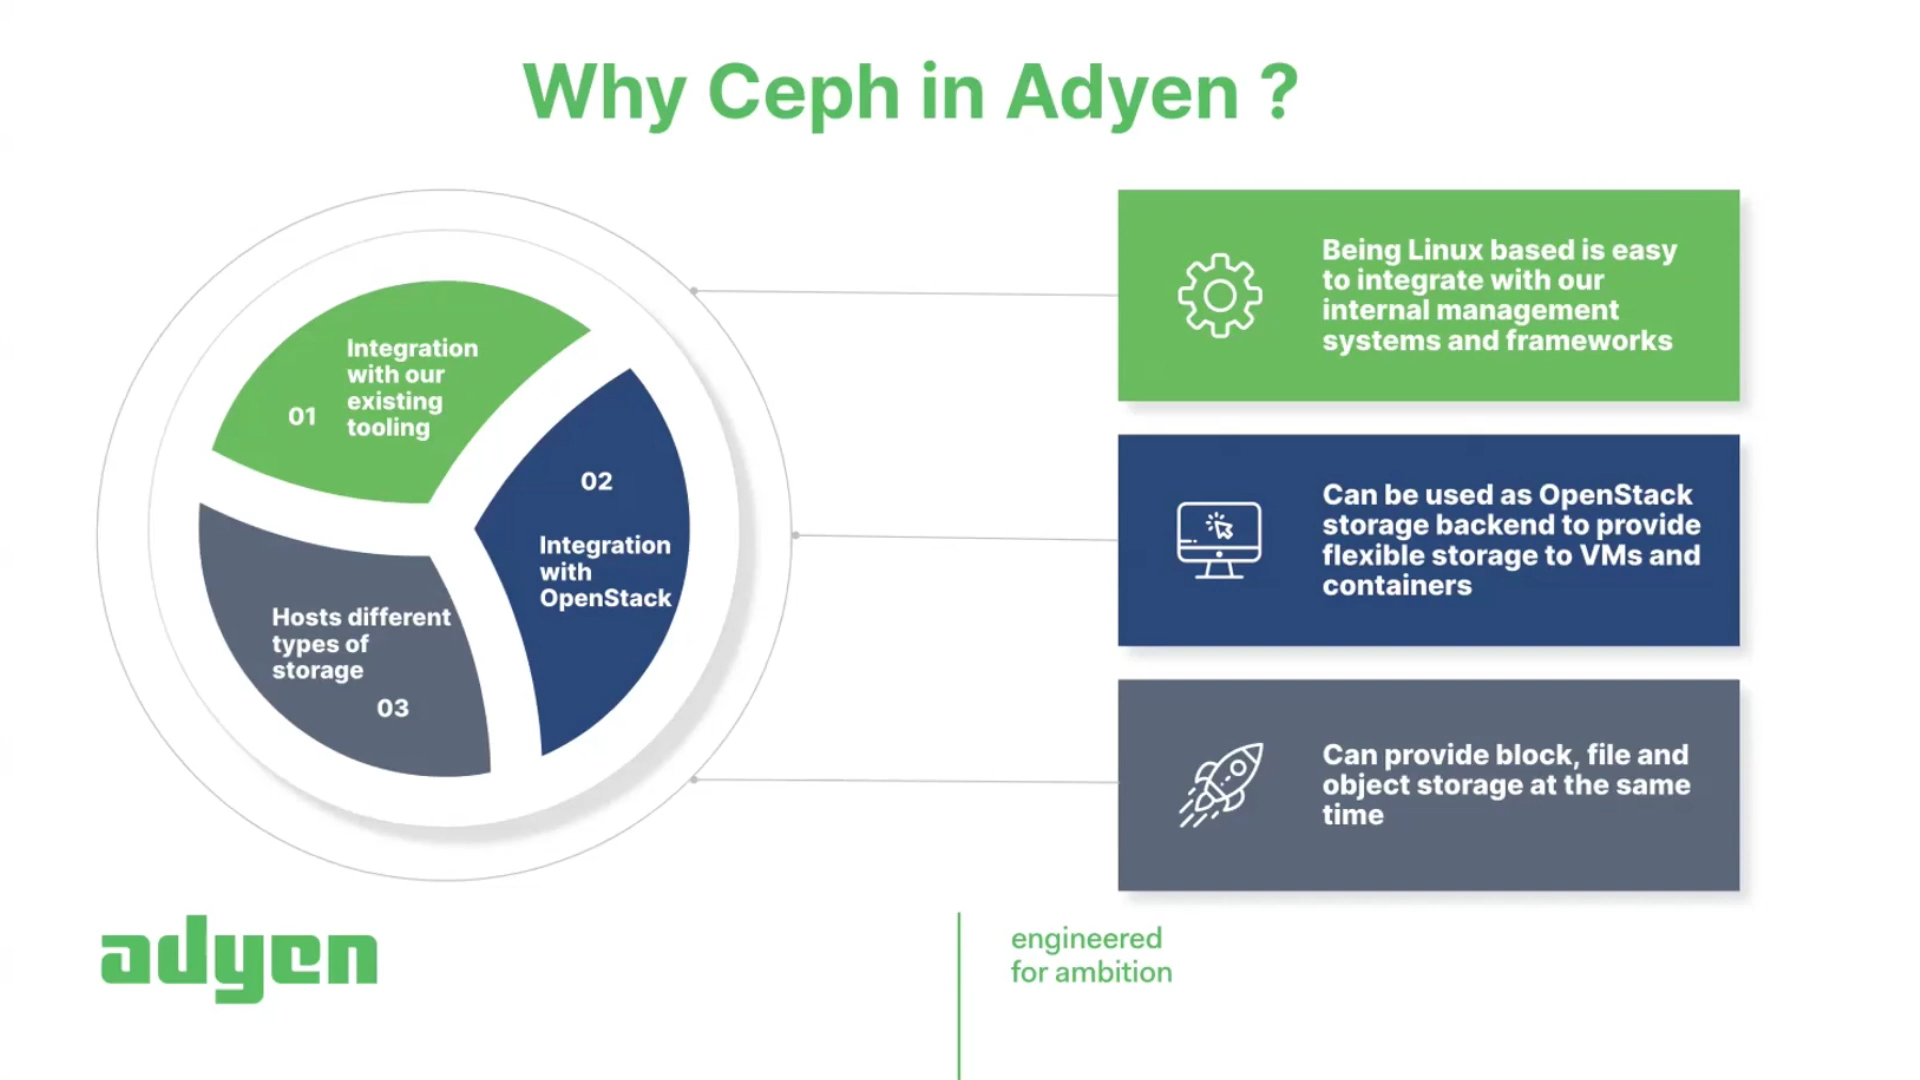 Why Ceph in Adyen ?
01
Integration
with our
existing
tooling
02
Integration
with
OpenStack
Hosts different
types of
storage
03
Being Linux based is easy
to integrate with our
internal management
systems and frameworks
Can be used as OpenStack
storage backend to provide
flexible storage to VMs and
containers
Can provide block, file and
object storage at the same
time
adyen
engineered
for ambition